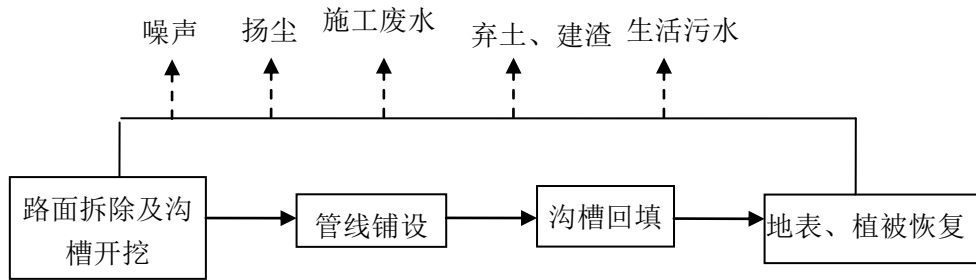 噪声
扬尘
施工废水
弃土、建渣
生活污水
路面拆除及沟
槽开挖
管线铺设
沟槽回填
地表、植被恢复